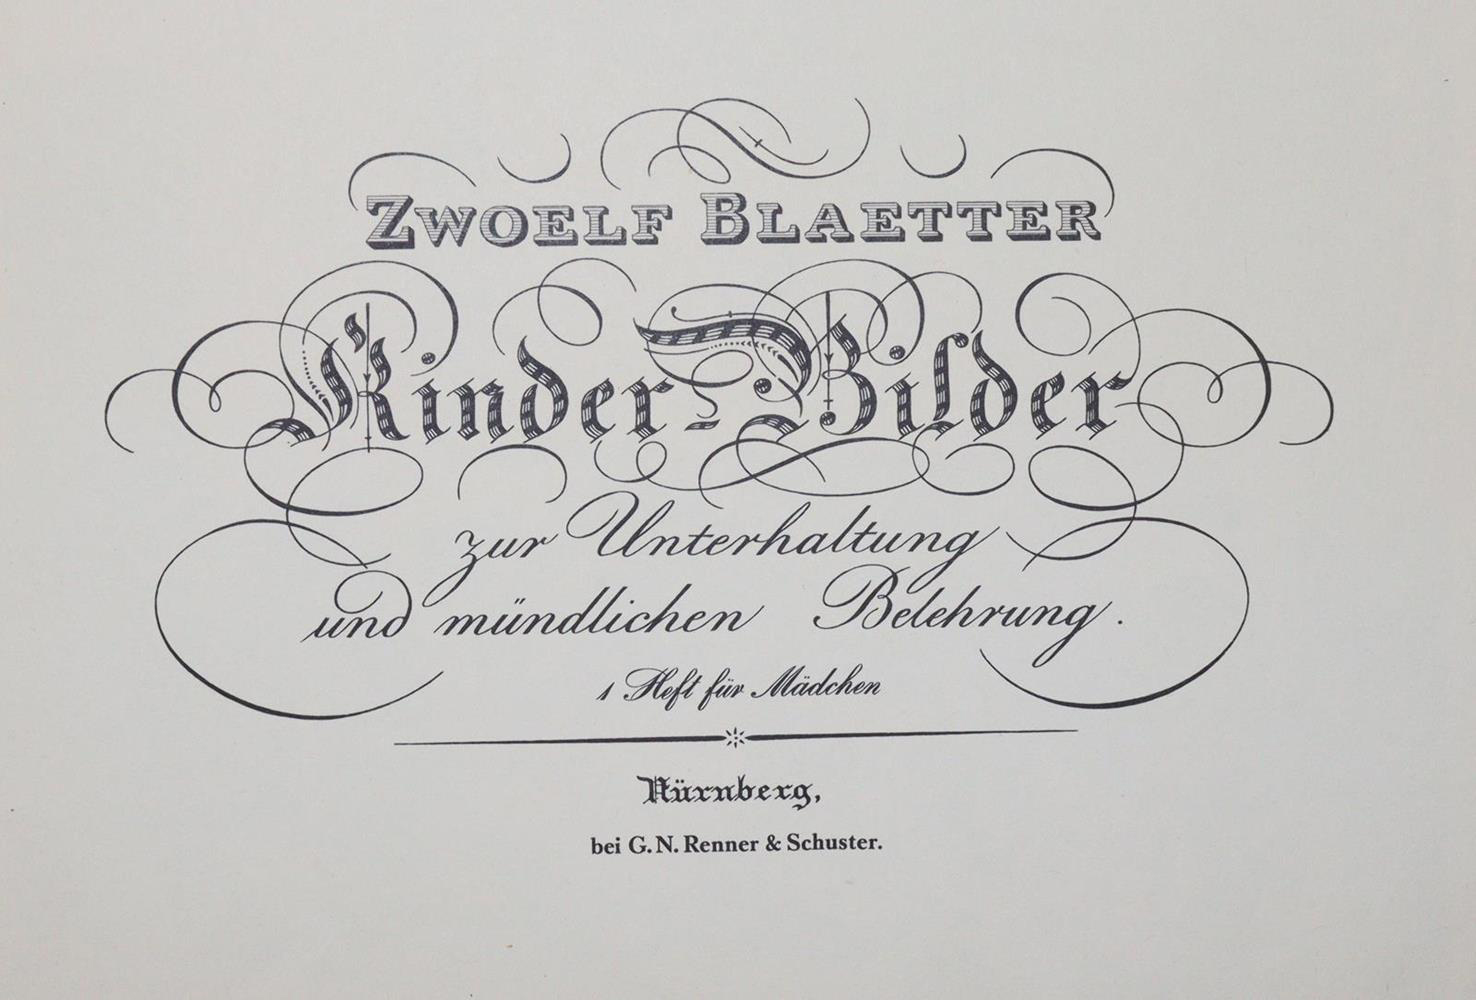 ZWOELF BLAETTER
Kinder-Bilder
zur Unterhaltung
und mündlichen Belehrung.
1 Heft für Mädchen
Nürnberg,
bei G. N. Renner & Schuster.